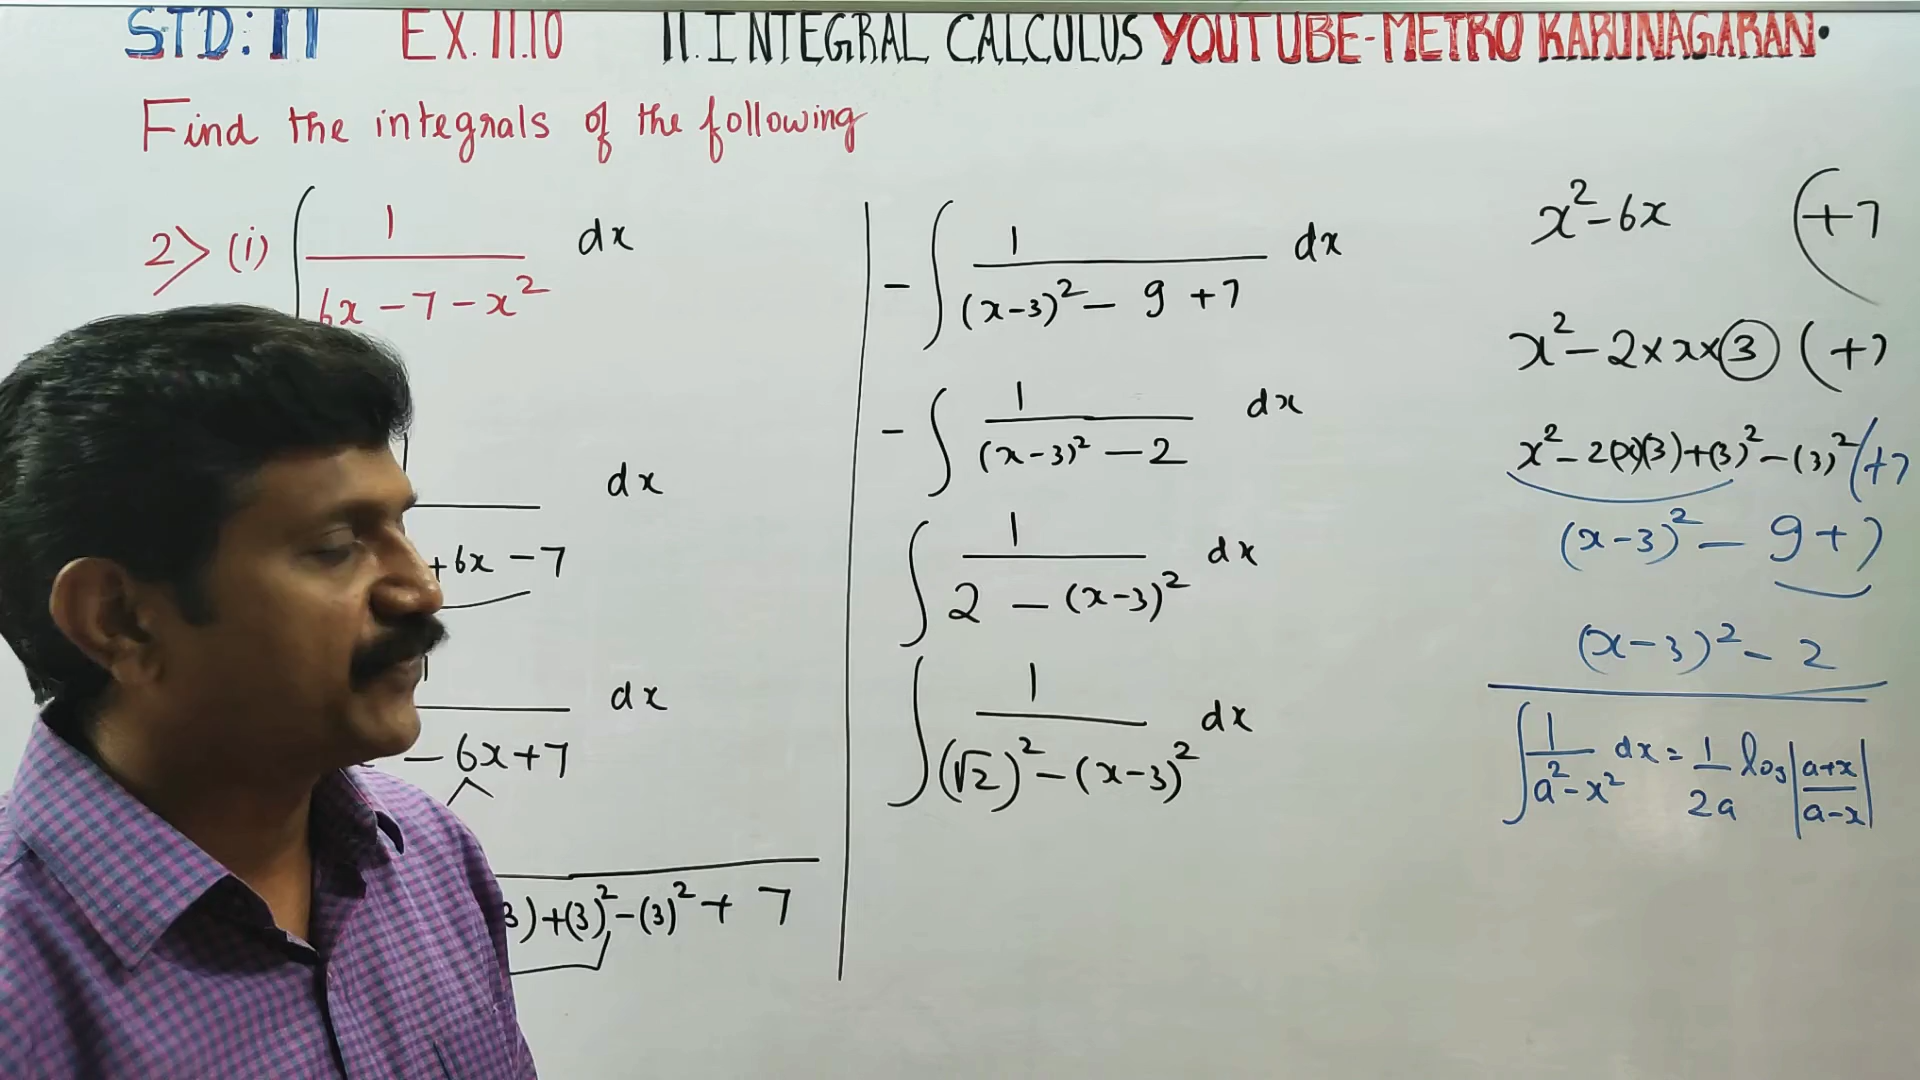 STD: 11 EX. 11.10 11. INTEGRAL CALCULUS YOUTUBE-METRO KARUNAGARAN.
Find the integrals of the following
2> (i) ∫ 1/(6x - 7 - x²) dx
dx
+6x - 7
dx
- 6x + 7
3) + (3)² - (3)² + 7
- ∫ 1/((x-3)² - 9 + 7) dx
- ∫ 1/((x-3)² - 2) dx
∫ 1/(2 - (x-3)²) dx
∫ 1/((√2)² - (x-3)²) dx
x² - 6x (+7
x² - 2 × x × 3 (+7
x² - 2(x)(3) + (3)² - (3)² (+7
(x-3)² - 9 + 7
(x-3)² - 2
∫ 1/(a² - x²) dx = 1/2a log |(a+x)/(a-x)|